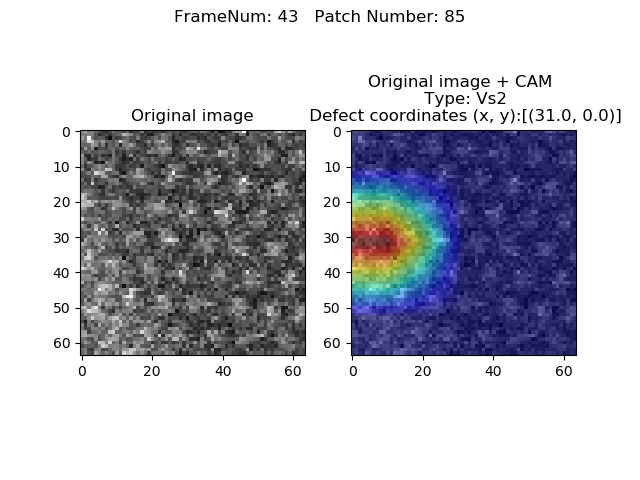 FrameNum: 43   Patch Number: 85
Original image
Original image + CAM
Type: Vs2
Defect coordinates (x, y):[(31.0, 0.0)]
0
10
20
30
40
50
60
0 20 40 60
0
10
20
30
40
50
60
0 20 40 60